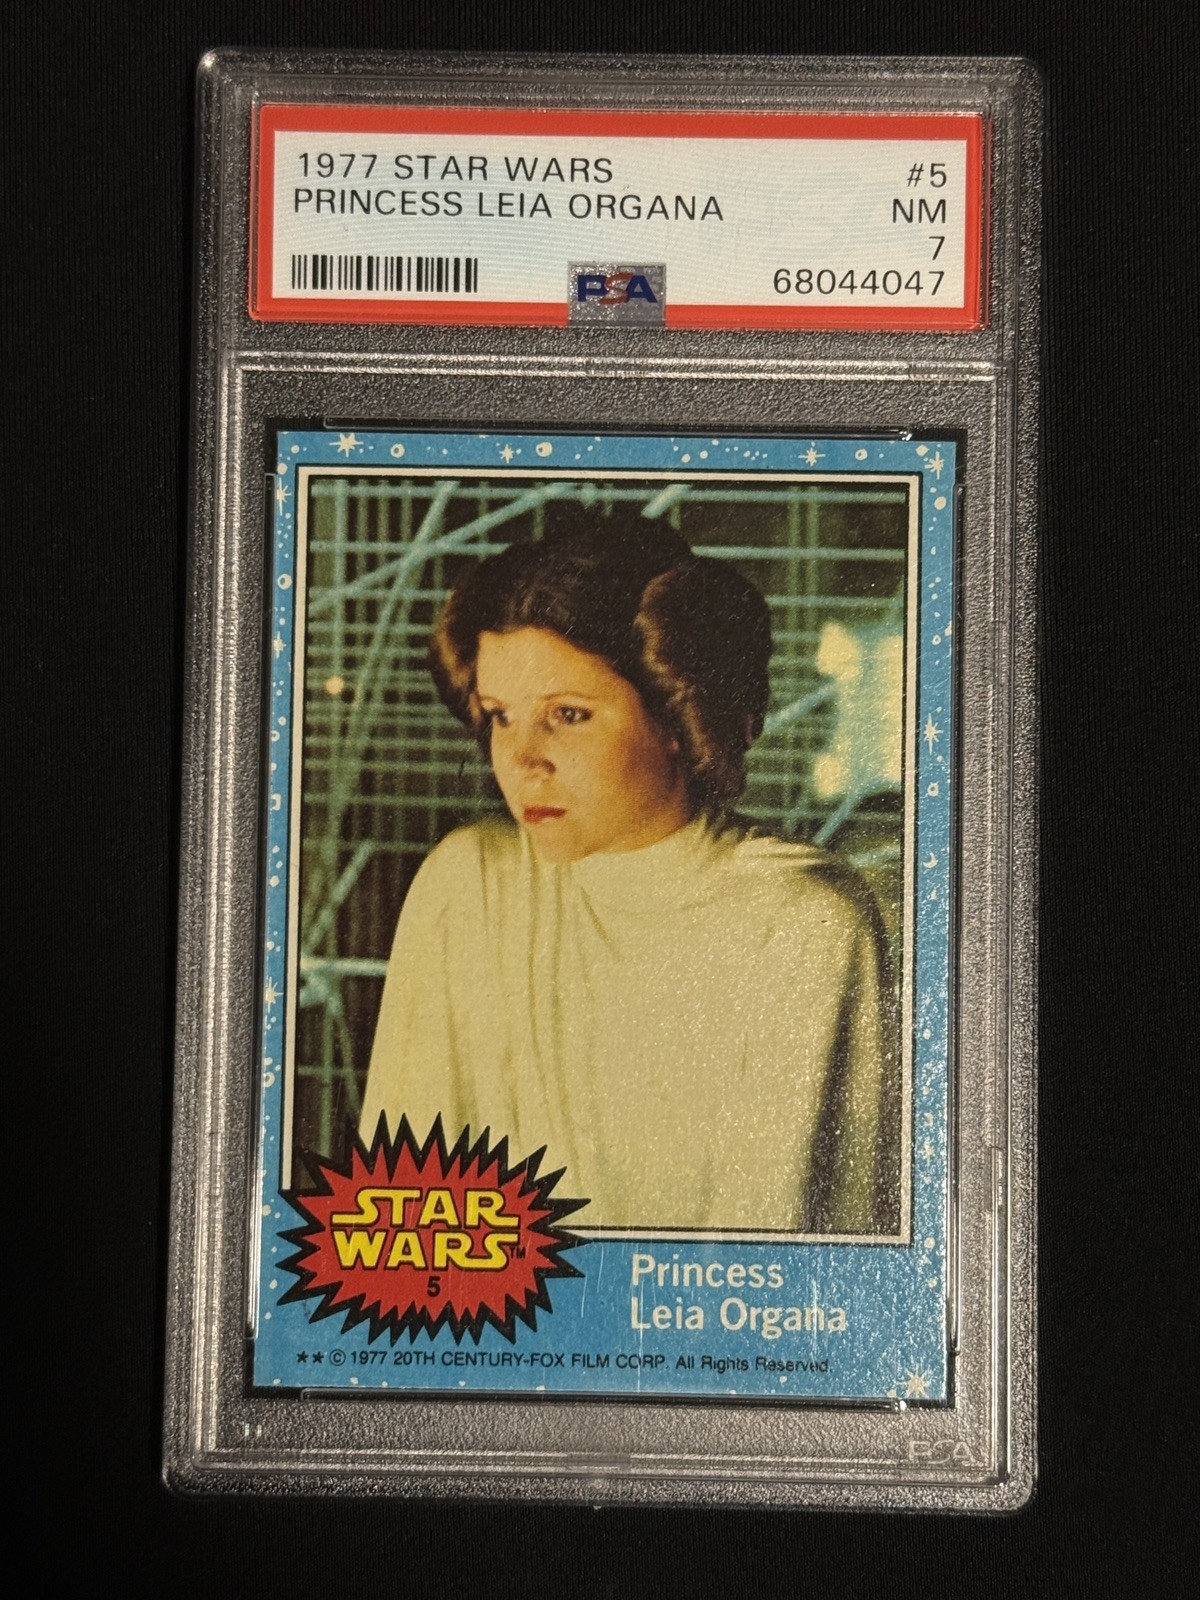 1977 STAR WARS #5
PRINCESS LEIA ORGANA NM
7
68044047
PSA
STAR
WARS™
5
Princess
Leia Organa
★★ © 1977 20TH CENTURY-FOX FILM CORP. All Rights Reserved.
PSA